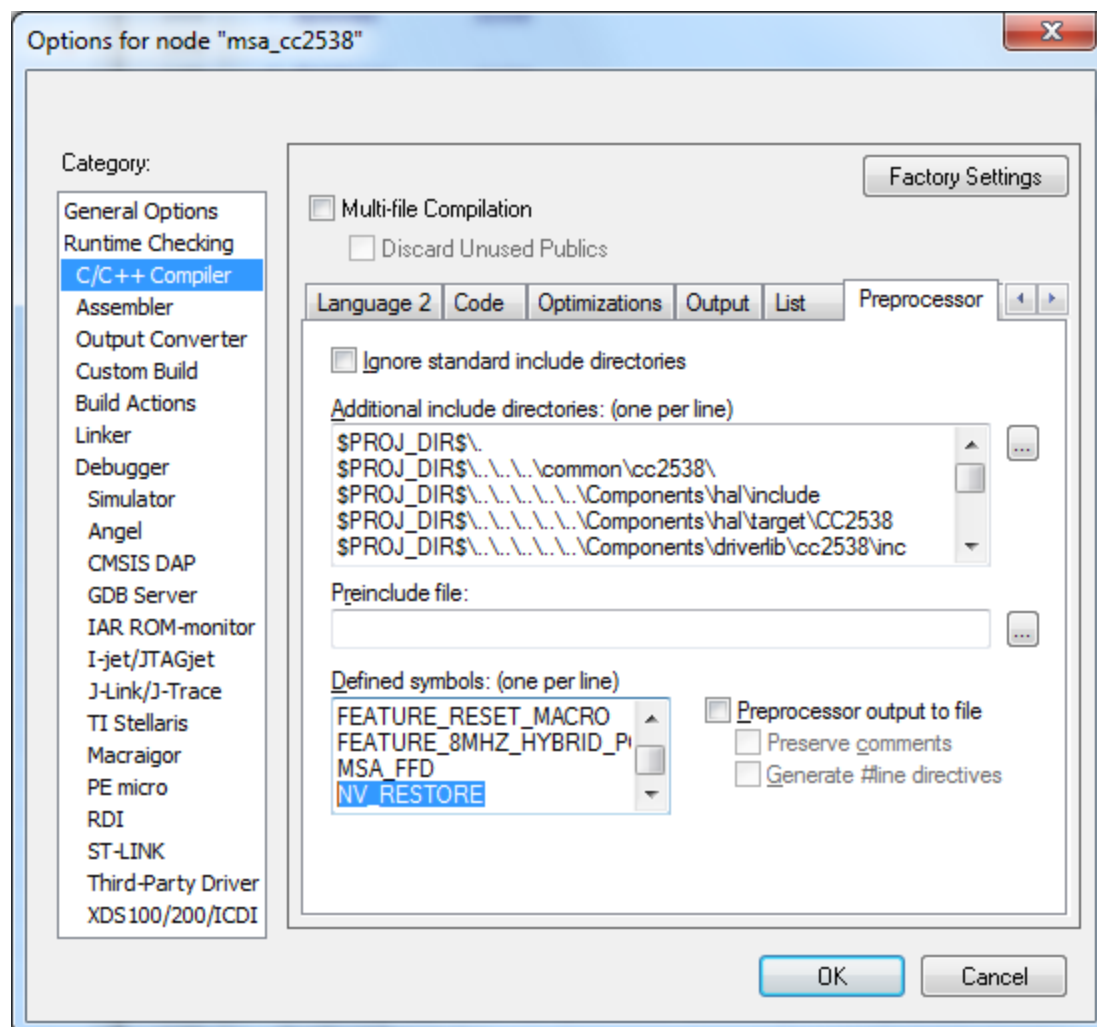 Options for node "msa_cc2538"
Category:
General Options
Runtime Checking
C/C++ Compiler
Assembler
Output Converter
Custom Build
Build Actions
Linker
Debugger
Simulator
Angel
CMSIS DAP
GDB Server
IAR ROM-monitor
I-jet/JTAGjet
J-Link/J-Trace
TI Stellaris
Macraigor
PE micro
RDI
ST-LINK
Third-Party Driver
XDS100/200/ICDI
Factory Settings
Multi-file Compilation
Discard Unused Publics
Language 2 Code Optimizations Output List Preprocessor
Ignore standard include directories
Additional include directories: (one per line)
$PROJ_DIR$\.
$PROJ_DIR$\..\..\..\common\cc2538\
$PROJ_DIR$\..\..\..\..\..\Components\hal\include
$PROJ_DIR$\..\..\..\..\..\Components\hal\target\CC2538
$PROJ_DIR$\..\..\..\..\..\Components\driverlib\cc2538\inc
...
Preinclude file:
...
Defined symbols: (one per line)
FEATURE_RESET_MACRO
FEATURE_8MHZ_HYBRID_P
MSA_FFD
NV_RESTORE
Preprocessor output to file
Preserve comments
Generate #line directives
OK Cancel